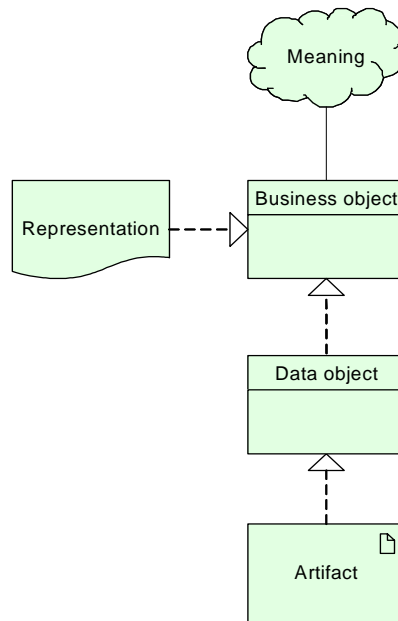 Meaning
Business object
Representation
Data object
Artifact